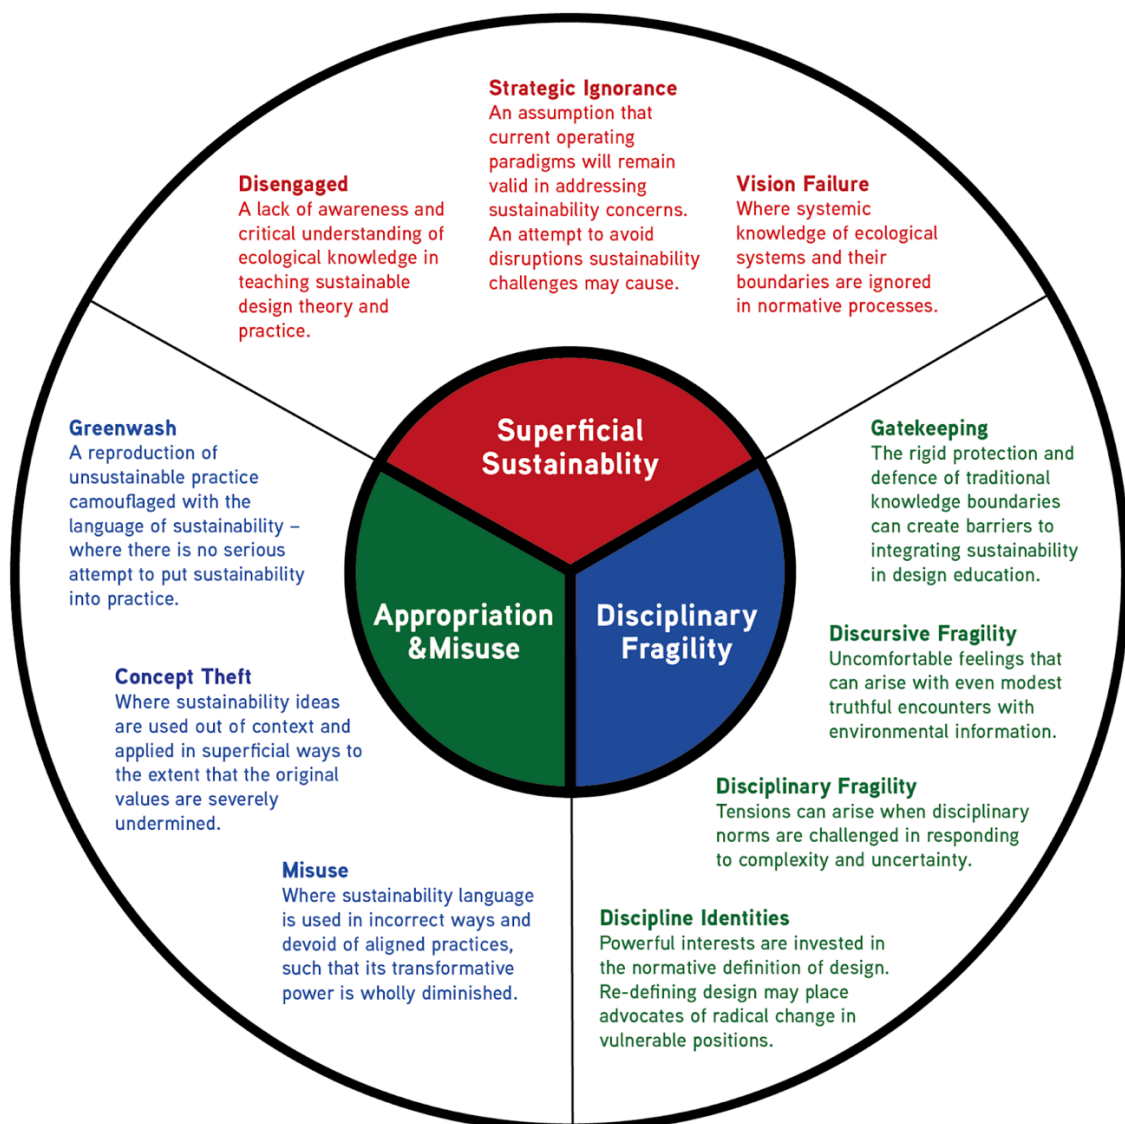 Strategic Ignorance
An assumption that
current operating
paradigms will remain
valid in addressing
sustainability concerns.
An attempt to avoid
disruptions sustainability
challenges may cause.
Disengaged
A lack of awareness and
critical understanding of
ecological knowledge in
teaching sustainable
design theory and
practice.
Vision Failure
Where systemic
knowledge of ecological
systems and their
boundaries are ignored
in normative processes.
Superficial
Sustainablity
Appropriation
&Misuse
Disciplinary
Fragility
Greenwash
A reproduction of
unsustainable practice
camouflaged with the
language of sustainability –
where there is no serious
attempt to put sustainability
into practice.
Concept Theft
Where sustainability ideas
are used out of context and
applied in superficial ways to
the extent that the original
values are severely
undermined.
Misuse
Where sustainability language
is used in incorrect ways and
devoid of aligned practices,
such that its transformative
power is wholly diminished.
Gatekeeping
The rigid protection and
defence of traditional
knowledge boundaries
can create barriers to
integrating sustainability
in design education.
Discursive Fragility
Uncomfortable feelings that
can arise with even modest
truthful encounters with
environmental information.
Disciplinary Fragility
Tensions can arise when disciplinary
norms are challenged in responding
to complexity and uncertainty.
Discipline Identities
Powerful interests are invested in
the normative definition of design.
Re-defining design may place
advocates of radical change in
vulnerable positions.